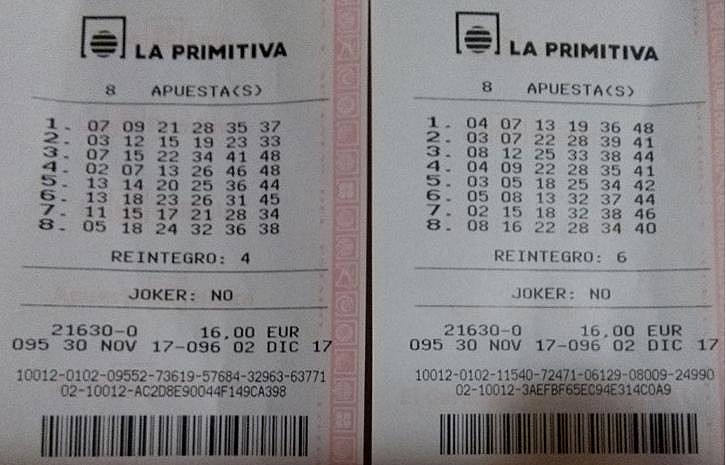 LA PRIMITIVA
8 APUESTA(S)
1. 07 09 21 28 35 37
2. 03 12 15 19 23 33
3. 07 15 22 34 41 48
4. 02 07 13 26 46 48
5. 13 14 20 25 36 44
6. 13 18 23 26 31 45
7. 11 15 17 21 28 34
8. 05 18 24 32 36 38
REINTEGRO: 4
JOKER: NO
21630-0 16,00 EUR
095 30 NOV 17-096 02 DIC 17
10012-0102-09552-73619-57684-32963-63771
02-10012-AC2D8E90044F149CA398
LA PRIMITIVA
8 APUESTA(S)
1. 04 07 13 19 36 48
2. 03 07 22 28 39 41
3. 08 12 25 33 38 44
4. 04 09 22 28 35 41
5. 03 05 18 25 34 42
6. 05 08 13 32 37 44
7. 02 15 18 32 38 46
8. 08 16 22 28 34 40
REINTEGRO: 6
JOKER: NO
21630-0 16,00 EUR
095 30 NOV 17-096 02 DIC 17
10012-0102-11540-72471-06129-08009-24990
02-10012-3AEFBF65EC94E314C0A9